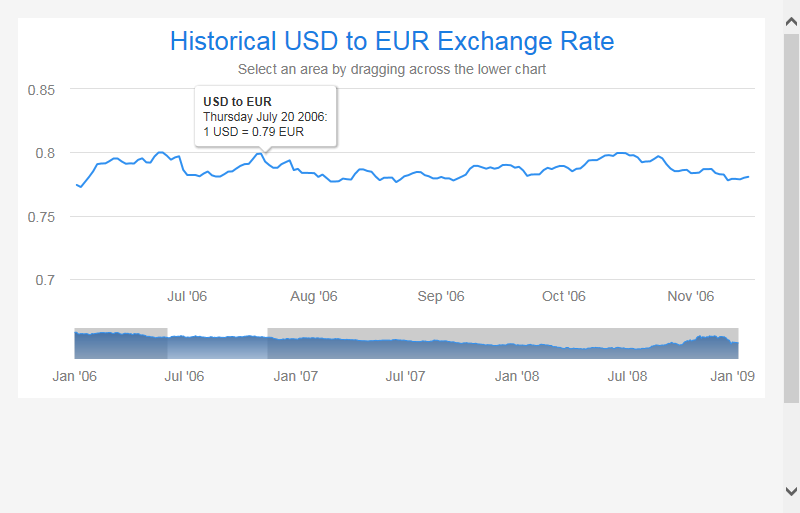 Historical USD to EUR Exchange Rate
Select an area by dragging across the lower chart
0.85
USD to EUR
Thursday July 20 2006:
1 USD = 0.79 EUR
0.8
0.75
0.7
Jul '06 Aug '06 Sep '06 Oct '06 Nov '06
Jan '06 Jul '06 Jan '07 Jul '07 Jan '08 Jul '08 Jan '09